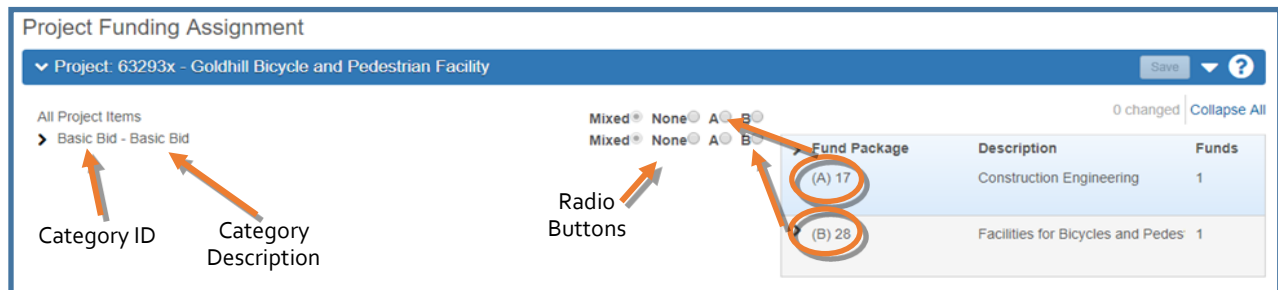 Project Funding Assignment
Project: 63293x - Goldhill Bicycle and Pedestrian Facility
Save
?
0 changed Collapse All
All Project Items
Mixed None A B
Basic Bid - Basic Bid
Mixed None A B
Fund Package Description Funds
(A) 17 Construction Engineering 1
(B) 28 Facilities for Bicycles and Pedes 1
Radio
Buttons
Category ID
Category
Description